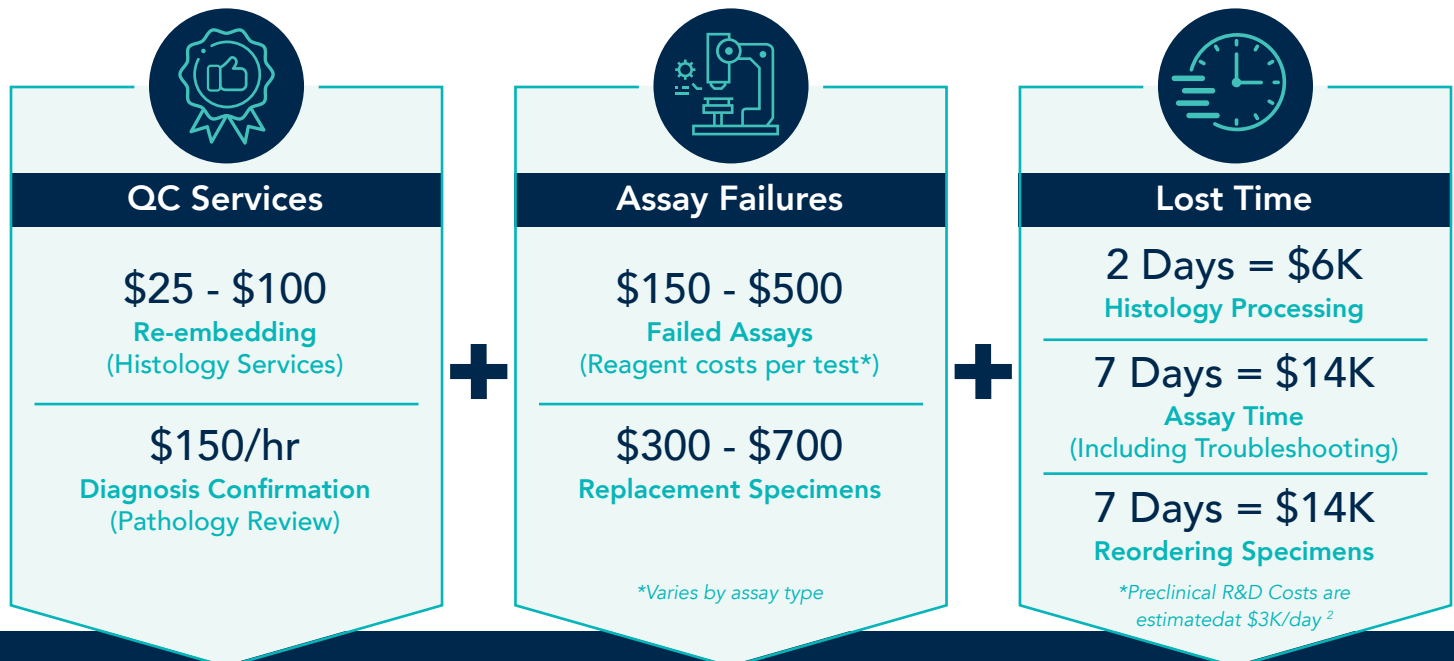 QC Services
$25 - $100
Re-embedding
(Histology Services)
$150/hr
Diagnosis Confirmation
(Pathology Review)
+
Assay Failures
$150 - $500
Failed Assays
(Reagent costs per test*)
$300 - $700
Replacement Specimens
*Varies by assay type
+
Lost Time
2 Days = $6K
Histology Processing
7 Days = $14K
Assay Time
(Including Troubleshooting)
7 Days = $14K
Reordering Specimens
*Preclinical R&D Costs are
estimatedat $3K/day ²